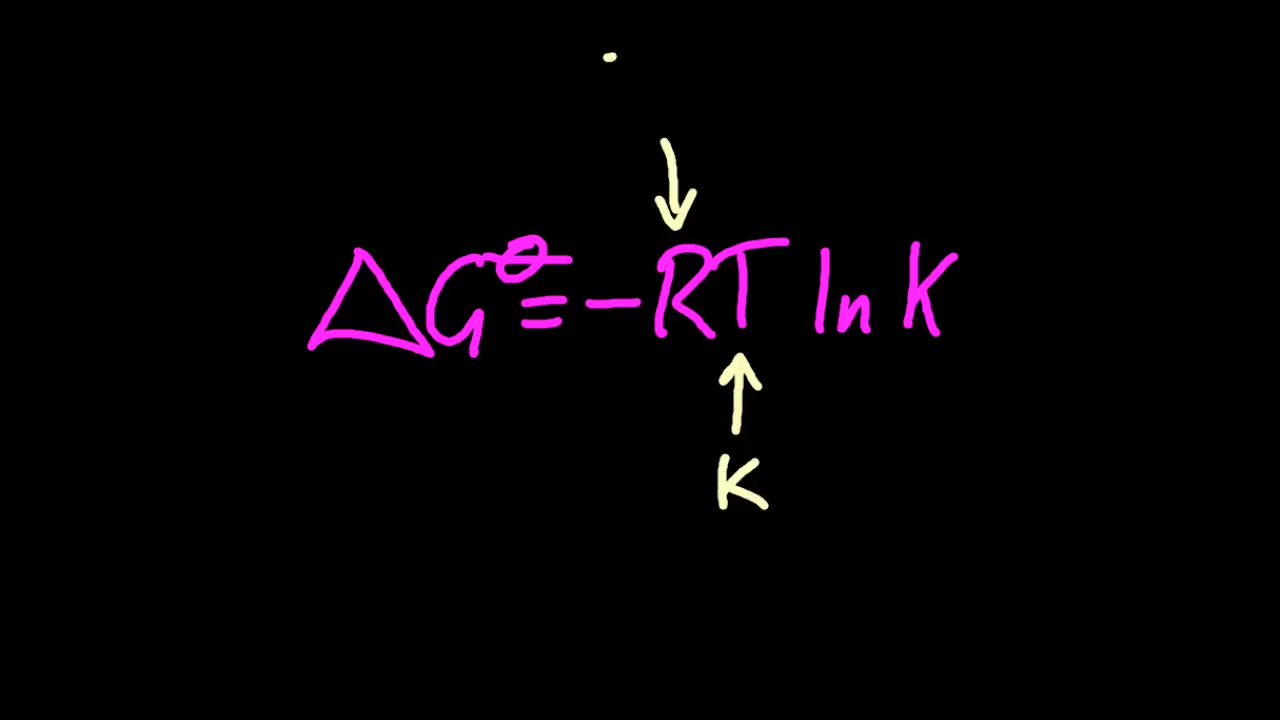 ΔG⊖ = −RT ln K
K